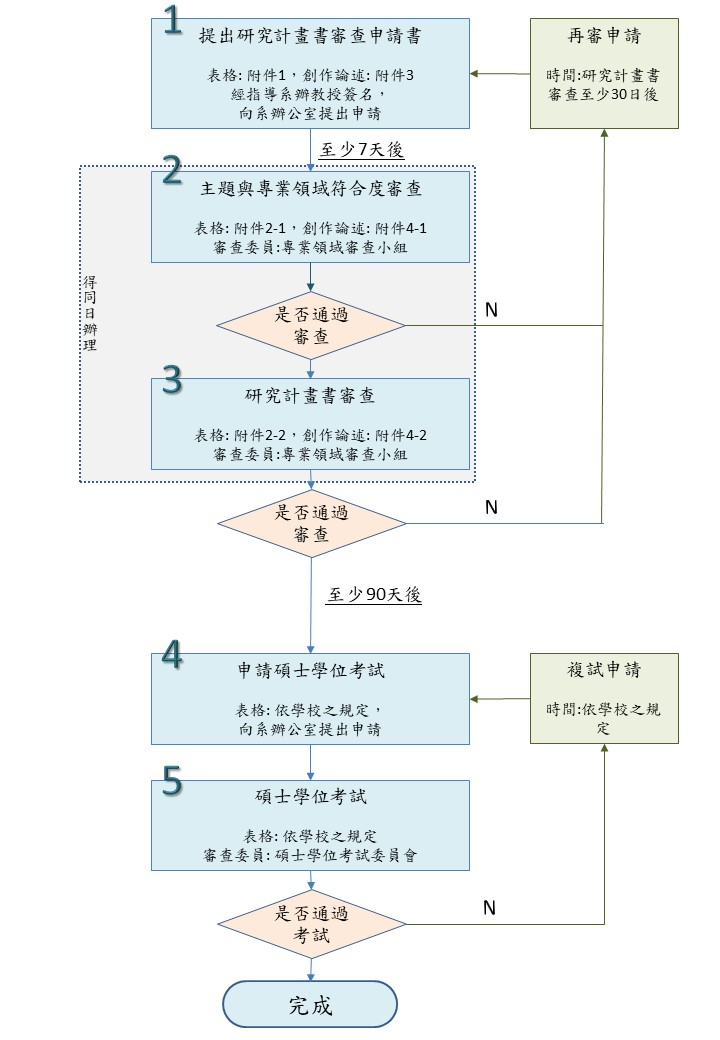 1
提出研究計畫書審查申請書
表格: 附件1，創作論述: 附件3
經指導系辦教授簽名，
向系辦公室提出申請
再審申請
時間:研究計畫書
審查至少30日後
至少7天後
2
主題與專業領域符合度審查
表格: 附件2-1，創作論述: 附件4-1
審查委員:專業領域審查小組
得同日辦理
是否通過
審查
N
3
研究計畫書審查
表格: 附件2-2，創作論述: 附件4-2
審查委員:專業領域審查小組
是否通過
審查
N
至少90天後
4
申請碩士學位考試
表格: 依學校之規定，
向系辦公室提出申請
複試申請
時間:依學校之規
定
5
碩士學位考試
表格: 依學校之規定
審查委員: 碩士學位考試委員會
是否通過
考試
N
完成